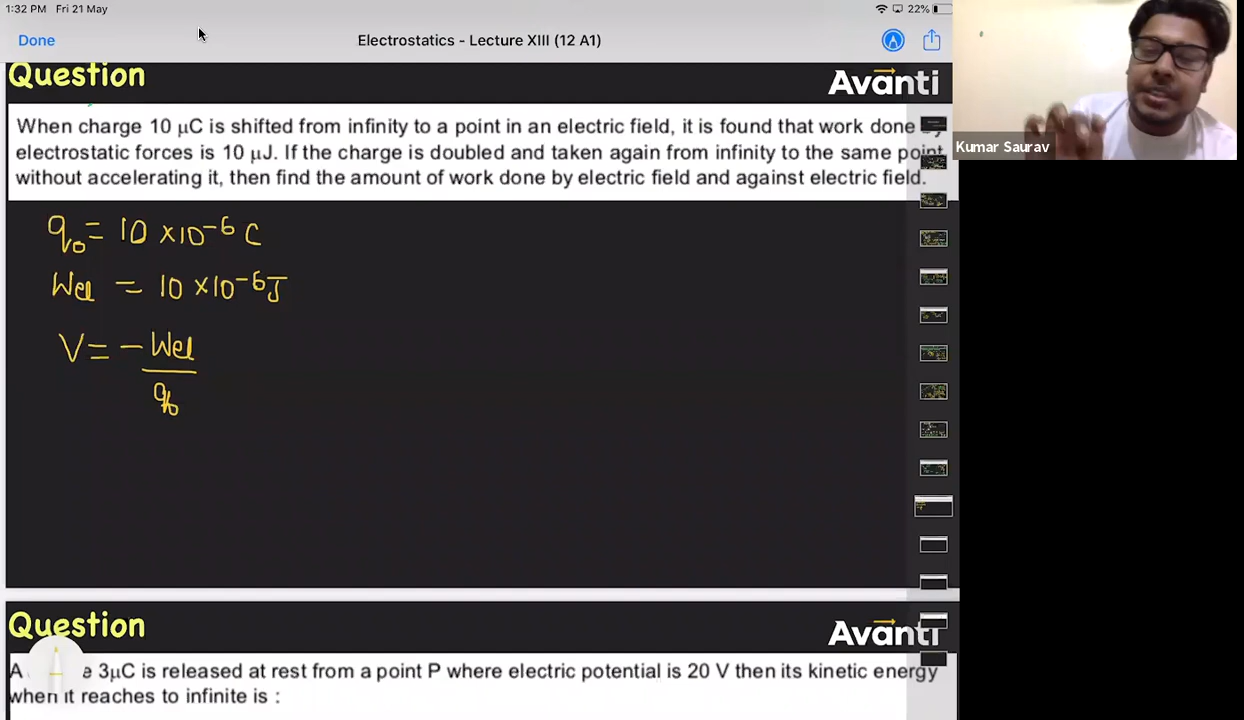 1:32 PM Fri 21 May
22%
Done
Electrostatics - Lecture XIII (12 A1)
Question
Avanti
When charge 10 μC is shifted from infinity to a point in an electric field, it is found that work done by
electrostatic forces is 10 μJ. If the charge is doubled and taken again from infinity to the same point
without accelerating it, then find the amount of work done by electric field and against electric field.
Kumar Saurav
q₀ = 10 × 10⁻⁶ C
Wel = 10 × 10⁻⁶ J
V = − Wel
q₀
Question
Avanti
A e 3μC is released at rest from a point P where electric potential is 20 V then its kinetic energy
when it reaches to infinite is :